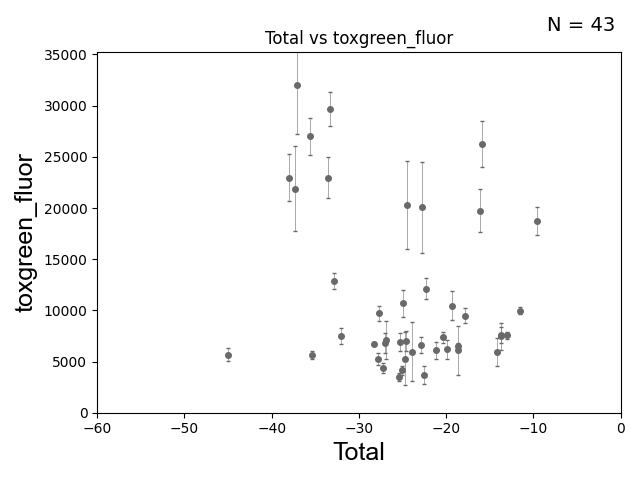 N = 43
Total vs toxgreen_fluor
35000
30000
25000
20000
15000
10000
5000
0
toxgreen_fluor
−60 −50 −40 −30 −20 −10 0
Total